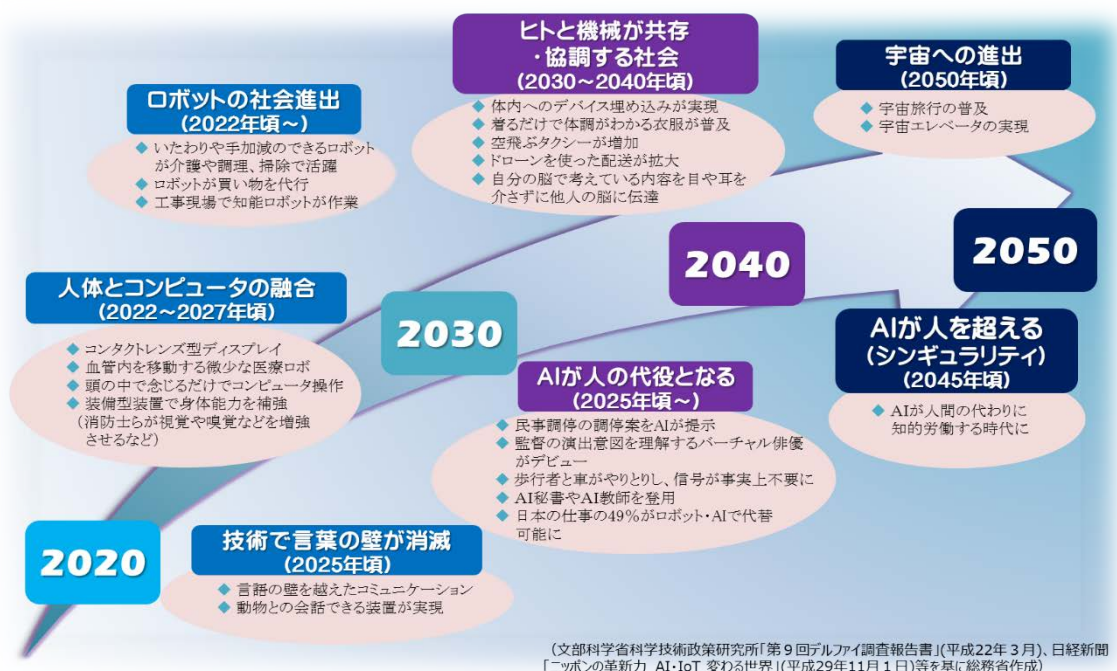 ヒトと機械が共存
・協調する社会
(2030~2040年頃)
◆ 体内へのデバイス埋め込みが実現
◆ 着るだけで体調がわかる衣服が普及
◆ 空飛ぶタクシーが増加
◆ ドローンを使った配送が拡大
◆ 自分の脳で考えている内容を目や耳を
介さずに他人の脳に伝達
宇宙への進出
(2050年頃)
◆ 宇宙旅行の普及
◆ 宇宙エレベータの実現
ロボットの社会進出
(2022年頃~)
◆ いたわりや手加減のできるロボット
が介護や調理、掃除で活躍
◆ ロボットが買い物を代行
◆ 工事現場で知能ロボットが作業
2050
2040
人体とコンピュータの融合
(2022~2027年頃)
◆ コンタクトレンズ型ディスプレイ
◆ 血管内を移動する微少な医療ロボ
◆ 頭の中で念じるだけでコンピュータ操作
◆ 装備型装置で身体能力を補強
(消防士らが視覚や嗅覚などを増強
させるなど)
2030
AIが人の代役となる
(2025年頃~)
◆ 民事調停の調停案をAIが提示
◆ 監督の演出意図を理解するバーチャル俳優
がデビュー
◆ 歩行者と車がやりとりし、信号が事実上不要に
◆ AI秘書やAI教師を登用
◆ 日本の仕事の49%がロボット・AIで代替
可能に
AIが人を超える
(シンギュラリティ)
(2045年頃)
◆ AIが人間の代わりに
知的労働する時代に
2020
技術で言葉の壁が消滅
(2025年頃)
◆ 言語の壁を越えたコミュニケーション
◆ 動物との会話できる装置が実現
(文部科学省科学技術政策研究所「第9回デルファイ調査報告書」(平成22年3月)、日経新聞
「ニッポンの革新力 AI・IoT 変わる世界」(平成29年11月1日)等を基に総務省作成)